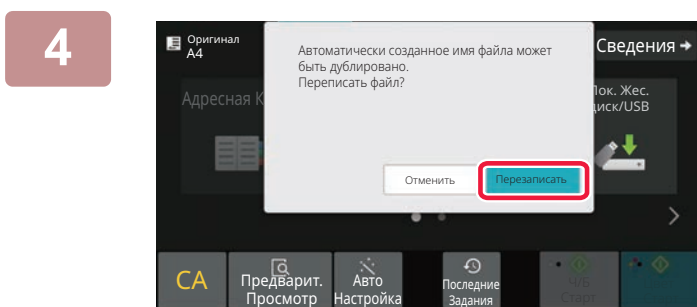 4
Оригинал
A4
Автоматически созданное имя файла может
быть дублировано.
Переписать файл?
Сведения
Адресная К
Лок. Жес.
диск/USB
Отменить
Перезаписать
CA
Предварит.
Просмотр
Авто
Настройка
Последние
Задания
Ч/Б
Старт